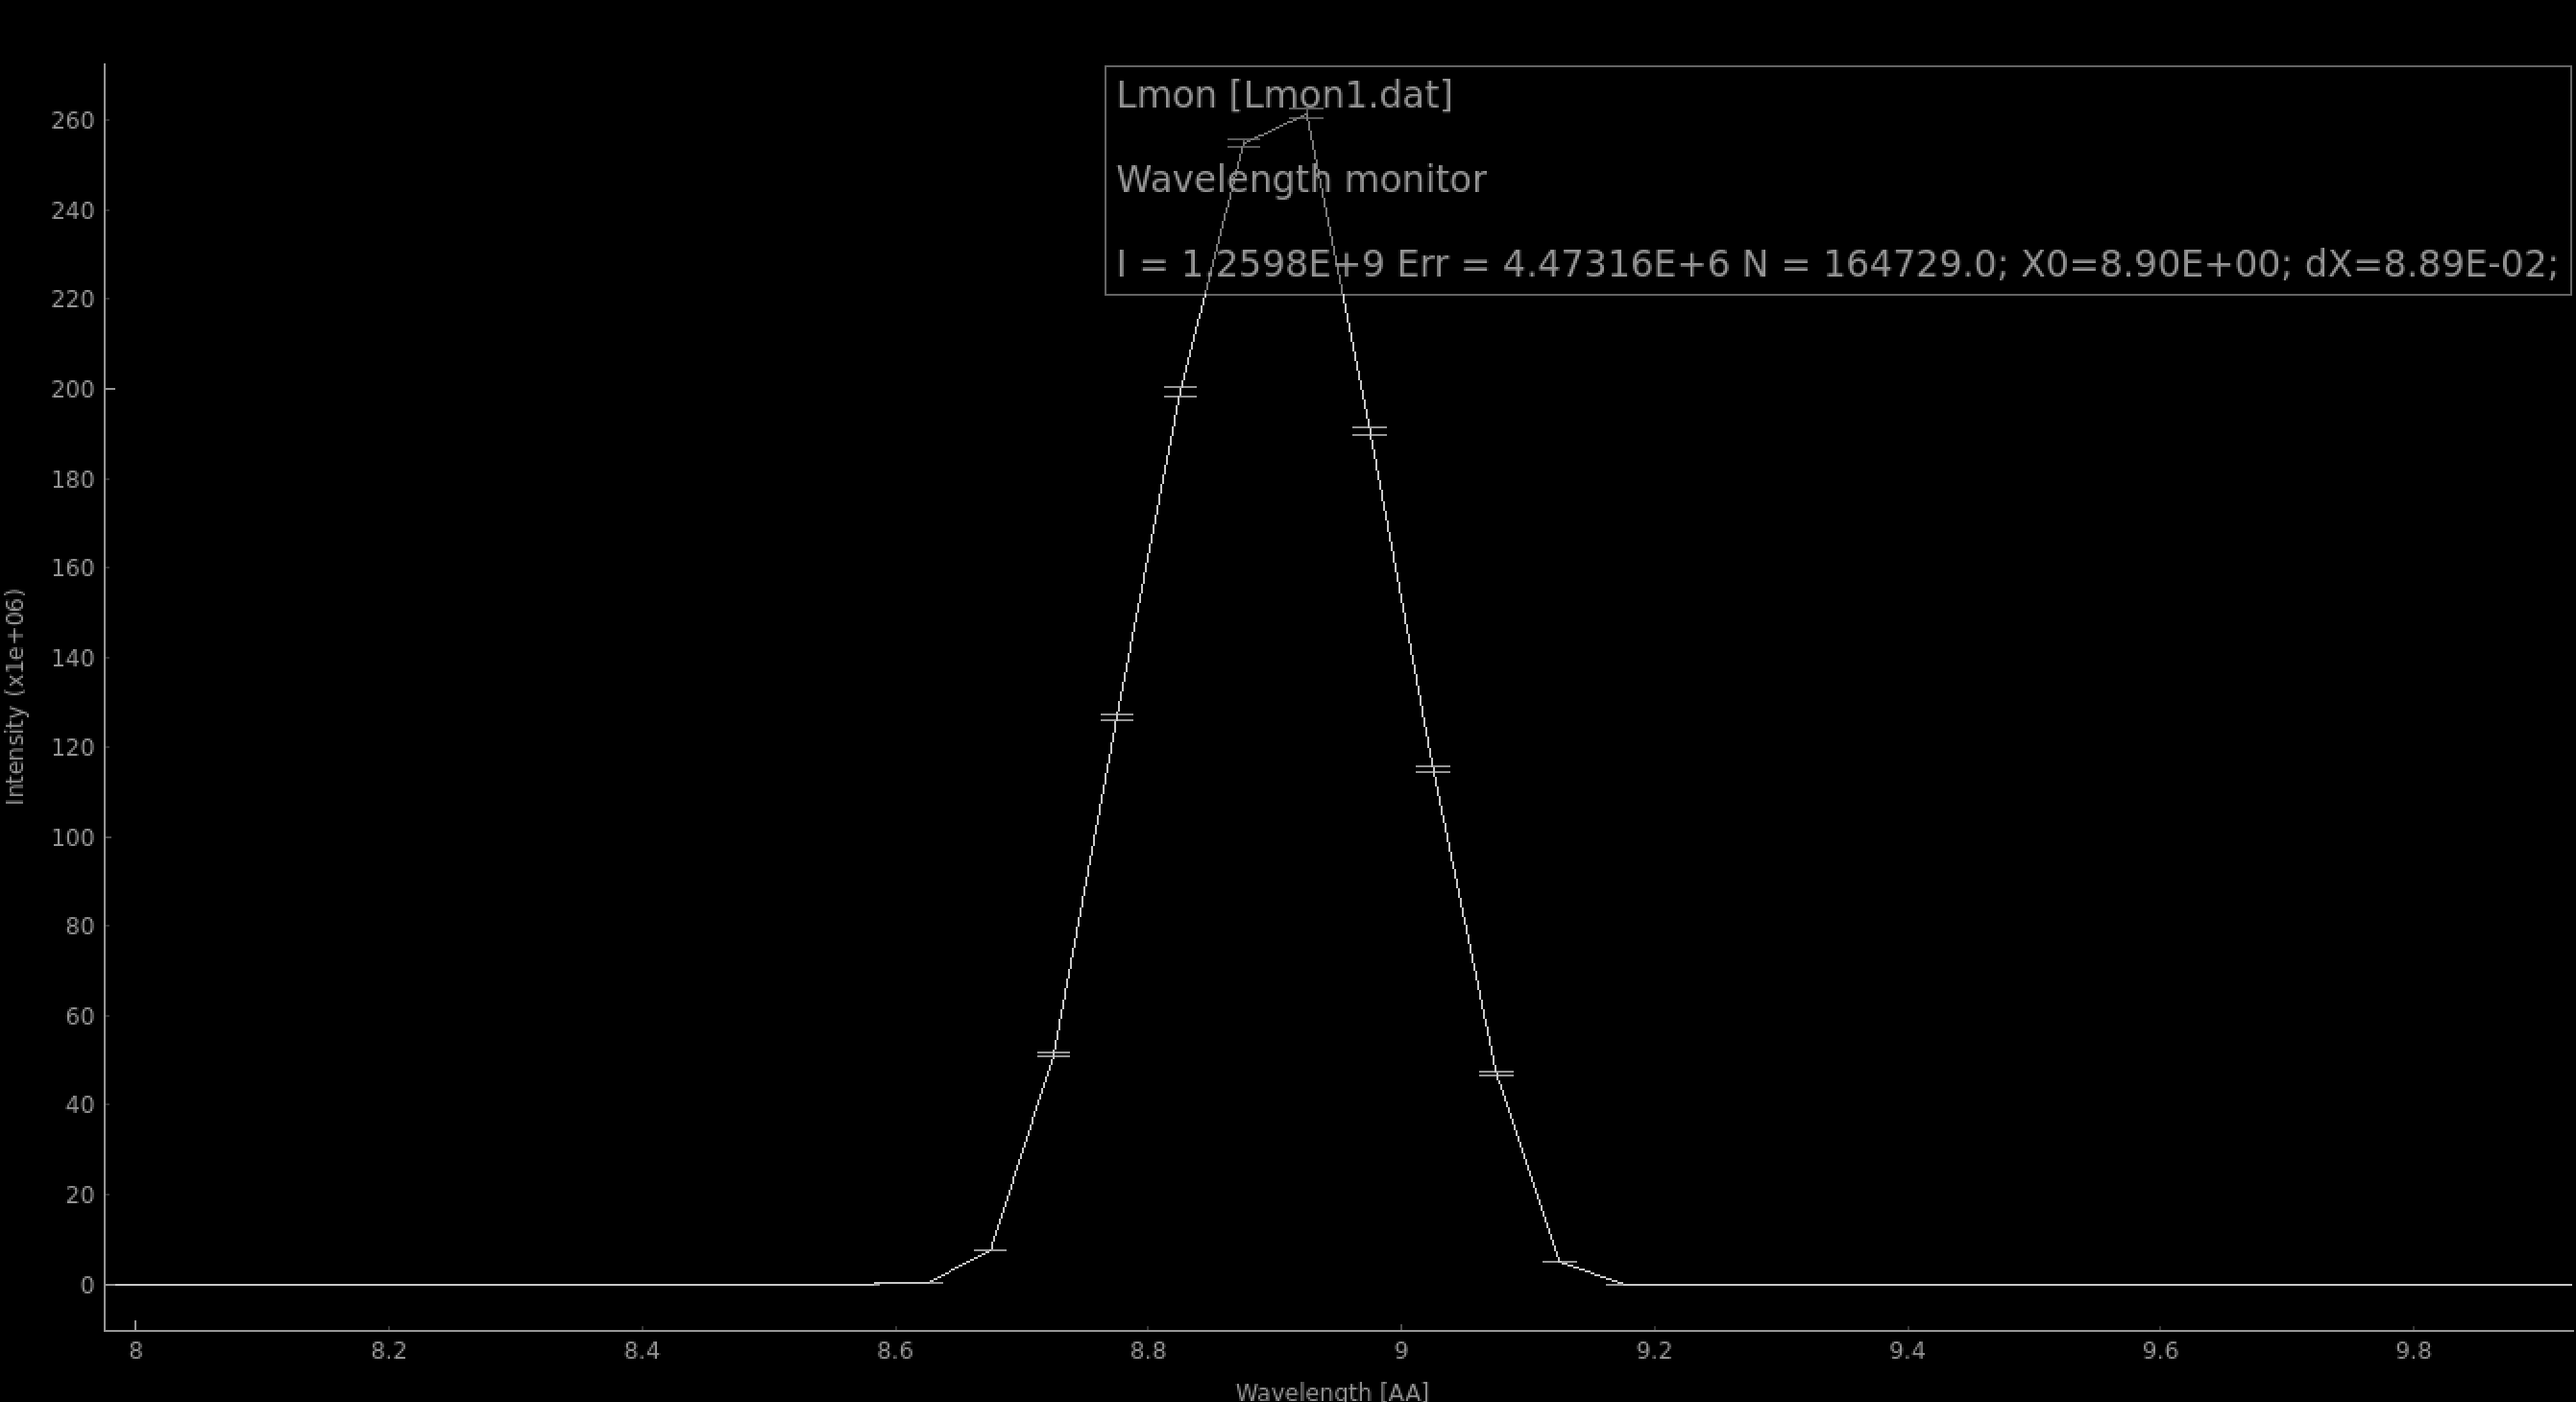 Lmon [Lmon1.dat]
Wavelength monitor
I = 1.2598E+9 Err = 4.47316E+6 N = 164729.0; X0=8.90E+00; dX=8.89E-02;
Intensity (x1e+06)
260
240
220
200
180
160
140
120
100
80
60
40
20
0
8 8.2 8.4 8.6 8.8 9 9.2 9.4 9.6 9.8
Wavelength [AA]